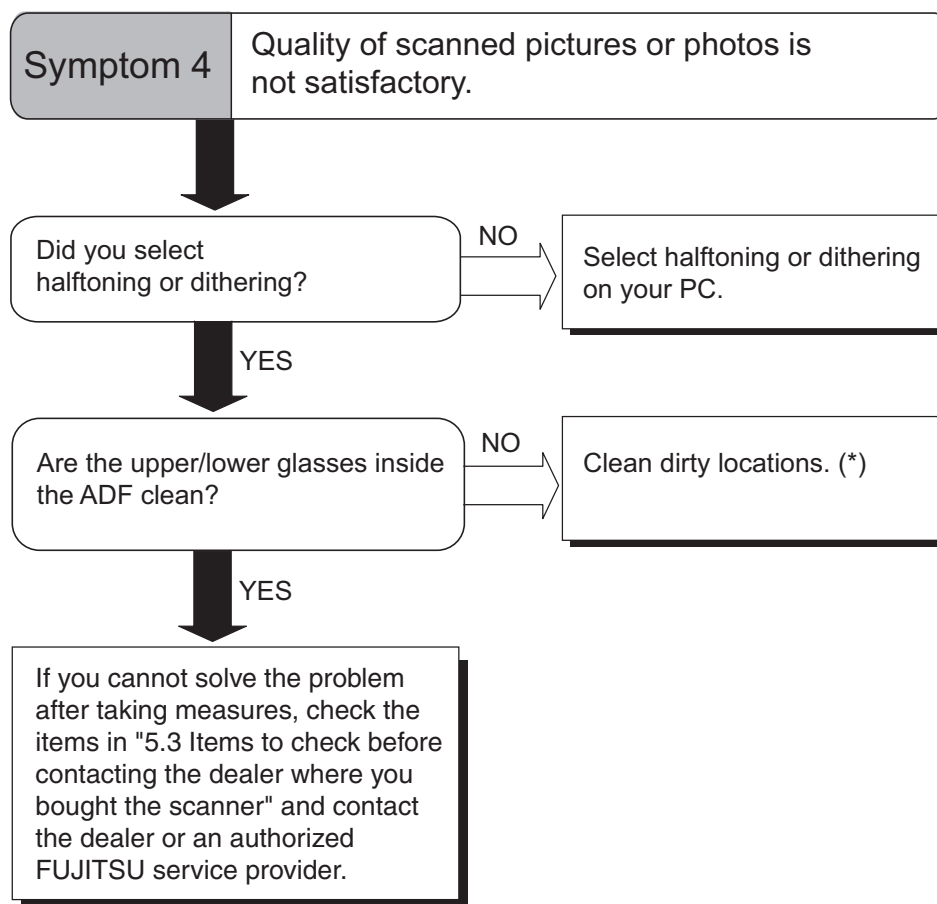 Symptom 4
Quality of scanned pictures or photos is
not satisfactory.
Did you select
halftoning or dithering?
NO
Select halftoning or dithering
on your PC.
YES
Are the upper/lower glasses inside
the ADF clean?
NO
Clean dirty locations. (*)
YES
If you cannot solve the problem
after taking measures, check the
items in "5.3 Items to check before
contacting the dealer where you
bought the scanner" and contact
the dealer or an authorized
FUJITSU service provider.